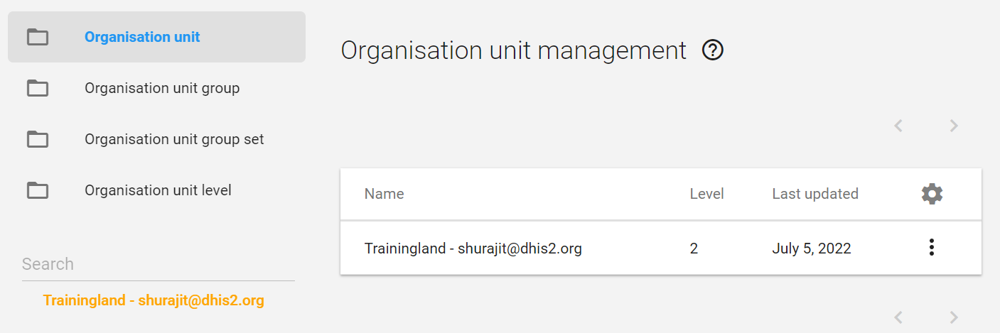 Organisation unit
Organisation unit group
Organisation unit group set
Organisation unit level
Search
Trainingland - shurajit@dhis2.org
Organisation unit management ?
Name Level Last updated
Trainingland - shurajit@dhis2.org 2 July 5, 2022